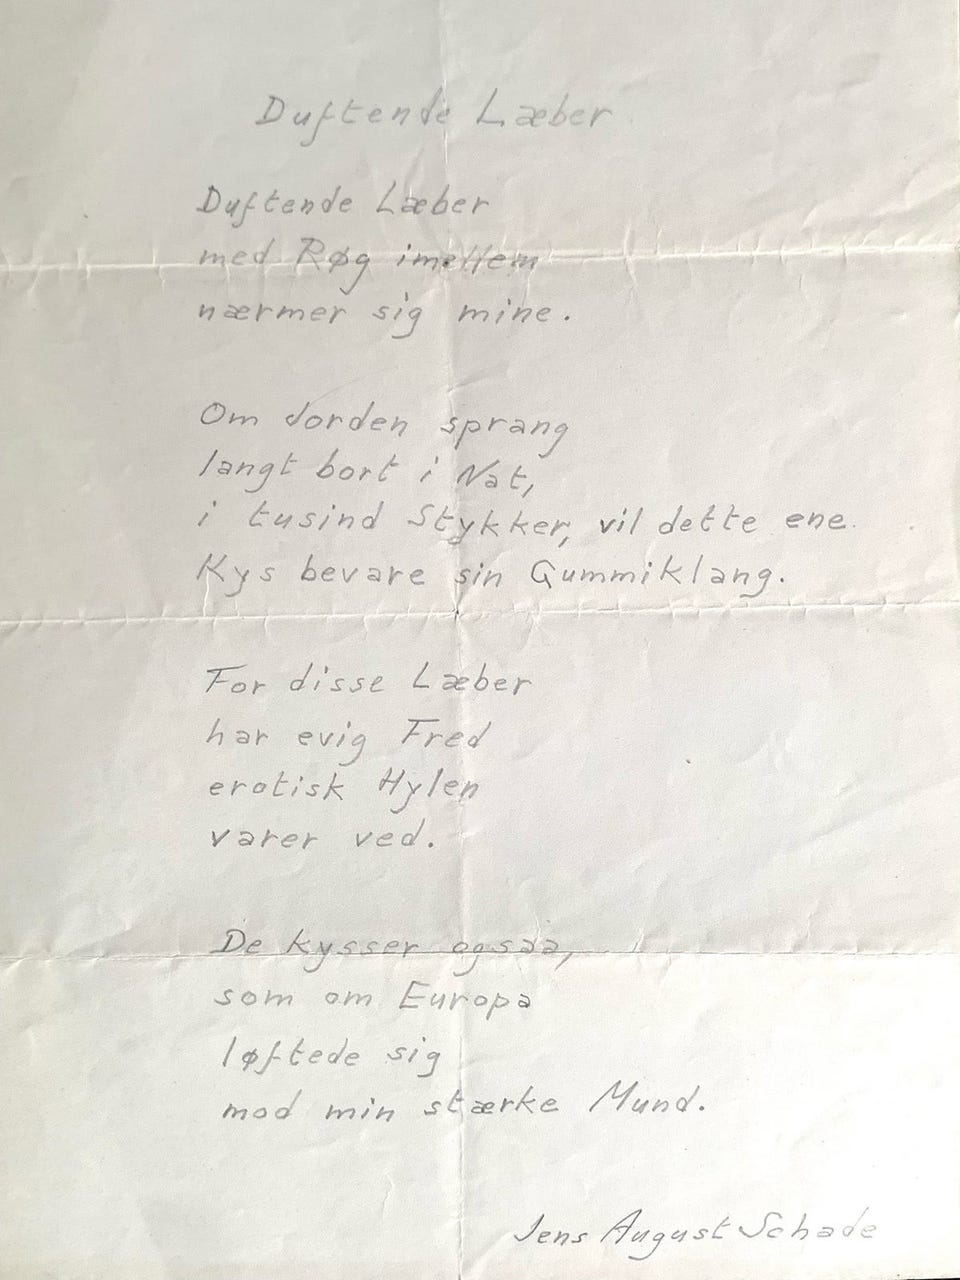 Duftende Læber
Duftende Læber
med Røg imellem
nærmer sig mine.
Om Jorden sprang
langt bort i Nat,
i tusind Stykker, vil dette ene
Kys bevare sin Gummiklang.
For disse Læber
har evig Fred
erotisk Hylen
varer ved.
De kysser ogsaa,
som om Europa
løftede sig
mod min stærke Mund.
Jens August Schade